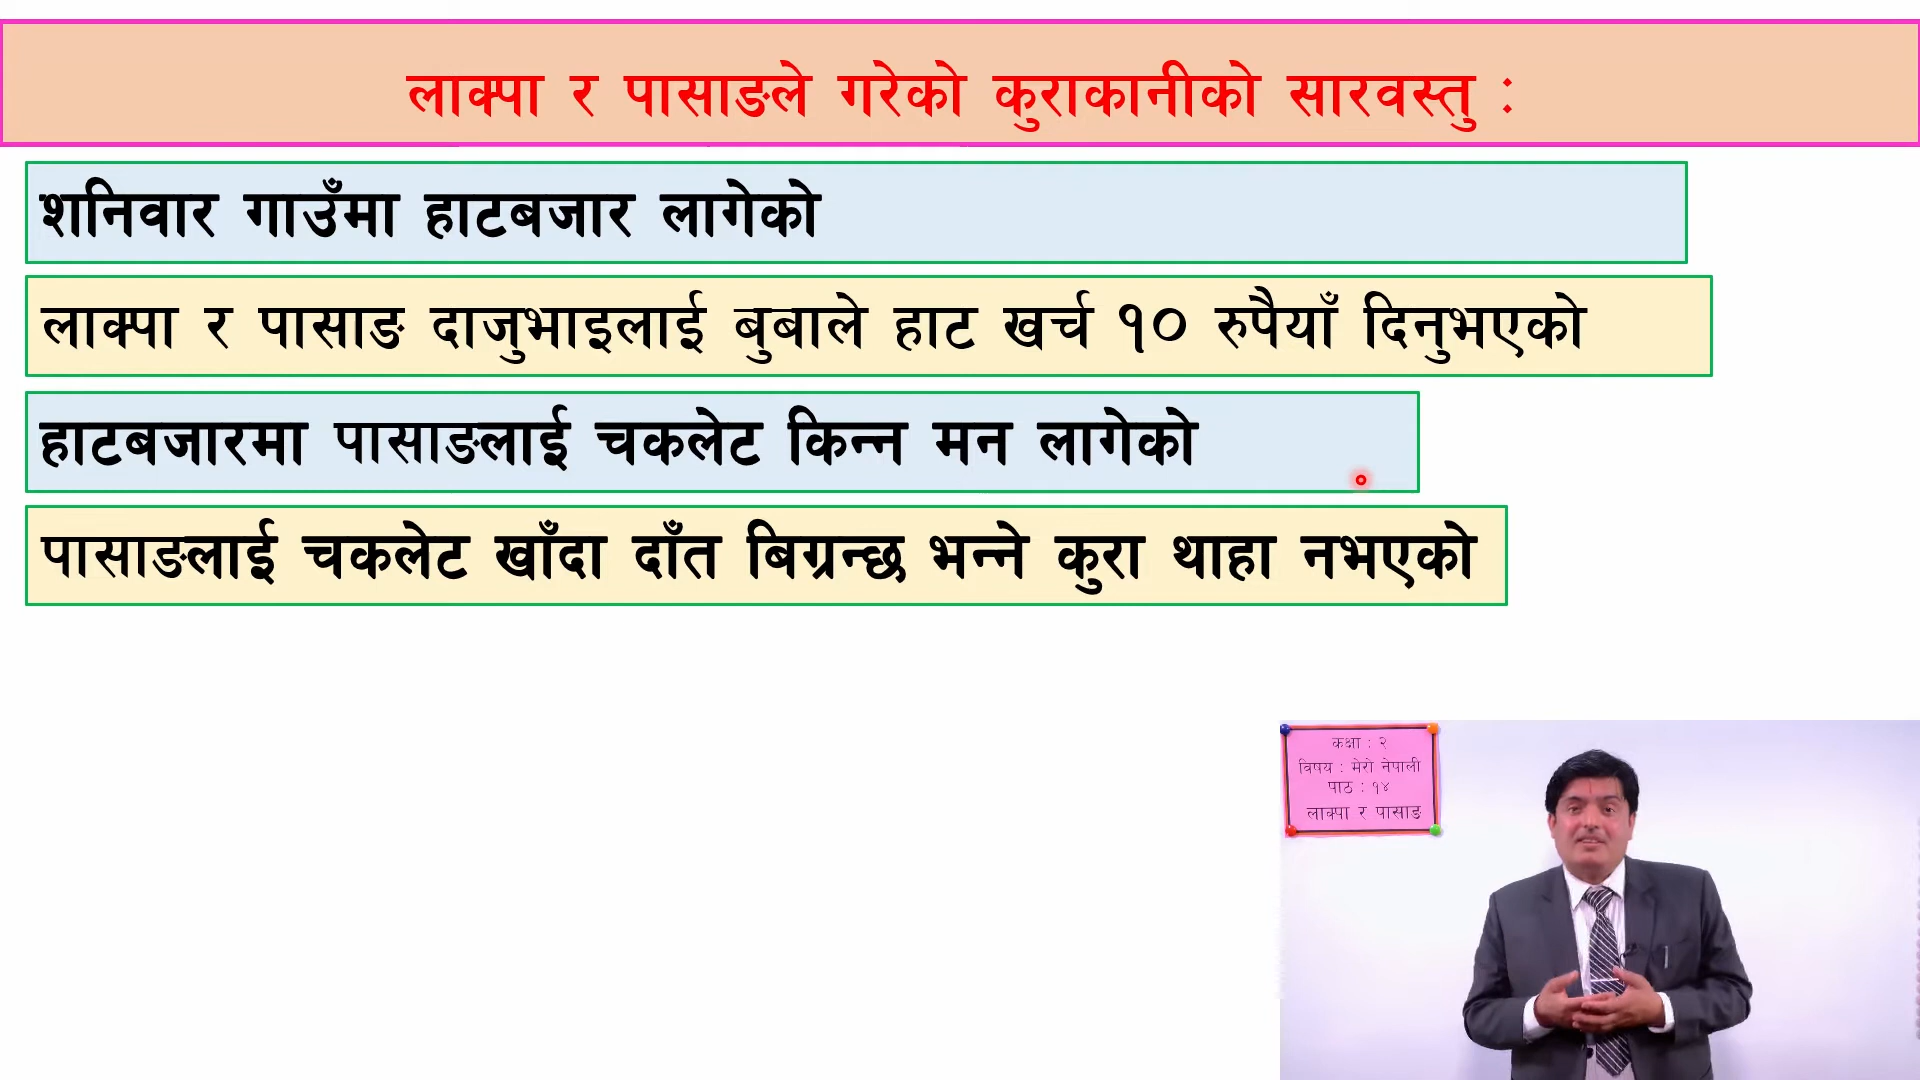 लाक्पा र पासाङले गरेको कुराकानीको सारवस्तु :
शनिवार गाउँमा हाटबजार लागेको
लाक्पा र पासाङ दाजुभाइलाई बुबाले हाट खर्च १० रुपैयाँ दिनुभएको
हाटबजारमा पासाङलाई चकलेट किन्न मन लागेको
पासाङलाई चकलेट खाँदा दाँत बिग्रन्छ भन्ने कुरा थाहा नभएको
कक्षा : २
विषय : मेरो नेपाली
पाठ : १४
लाक्पा र पासाङ